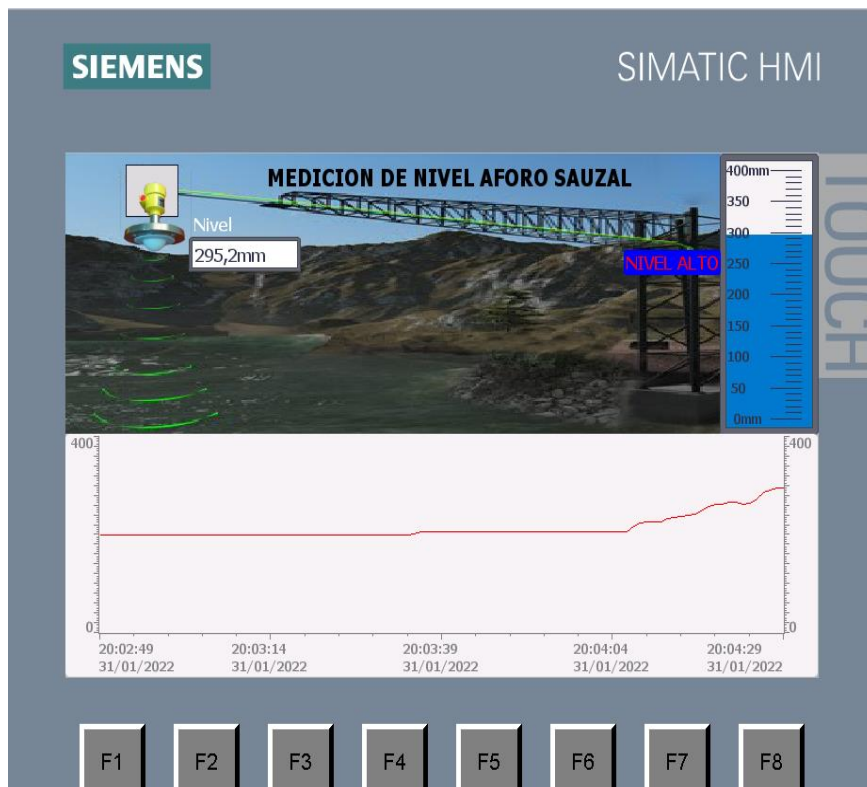 SIEMENS
SIMATIC HMI
TOUCH
MEDICION DE NIVEL AFORO SAUZAL
Nivel
295,2mm
NIVEL ALTO
400mm
350
300
250
200
150
100
50
0mm
400
400
0
0
20:02:49 20:03:14 20:03:39 20:04:04 20:04:29
31/01/2022 31/01/2022 31/01/2022 31/01/2022 31/01/2022
F1 F2 F3 F4 F5 F6 F7 F8